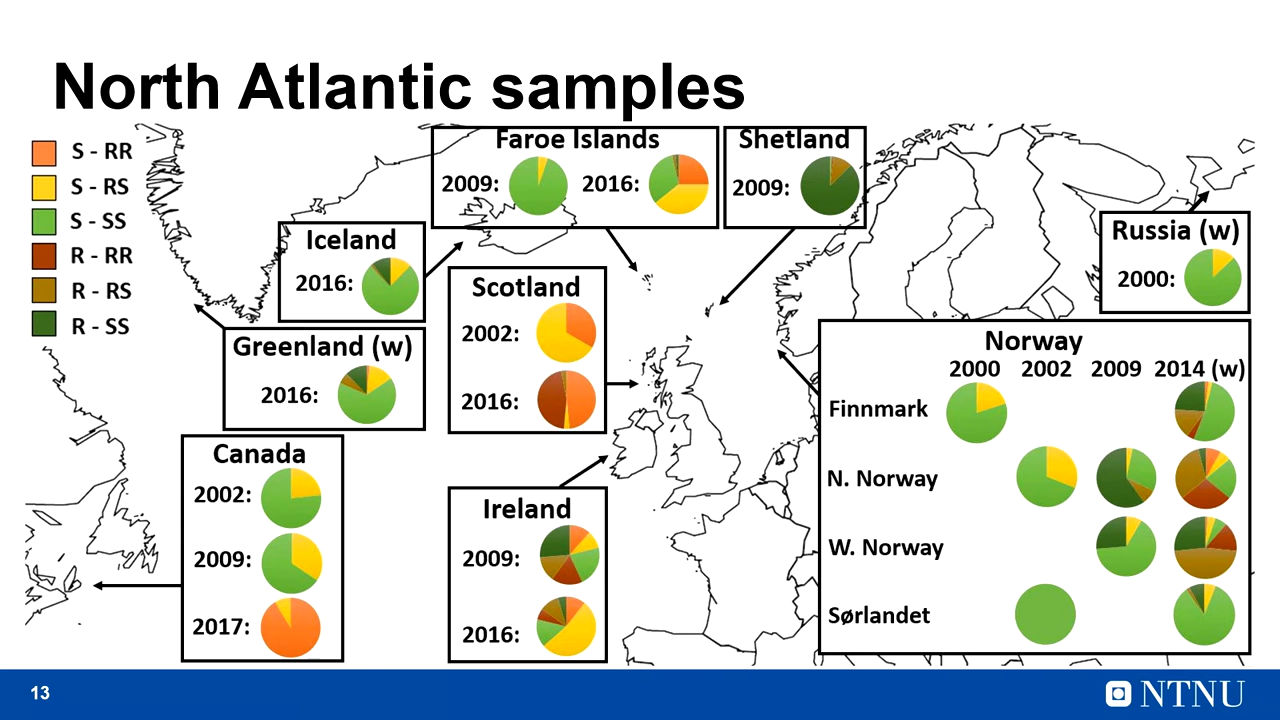 North Atlantic samples
S - RR
S - RS
S - SS
R - RR
R - RS
R - SS
Faroe Islands
2009: 2016:
Shetland
2009:
Iceland
2016:
Greenland (w)
2016:
Scotland
2002:
2016:
Russia (w)
2000:
Canada
2002:
2009:
2017:
Ireland
2009:
2016:
Norway
2000 2002 2009 2014 (w)
Finnmark
N. Norway
W. Norway
Sørlandet
13
NTNU